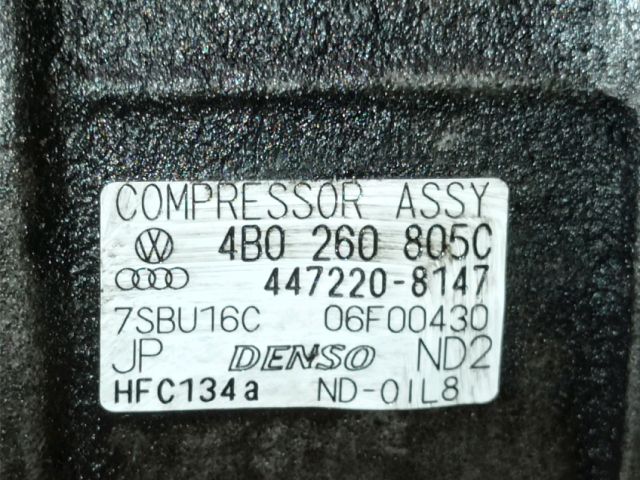 COMPRESSOR ASSY
4B0 260 805C
447220-8147
7SBU16C 06F00430
JP DENSO ND2
HFC134a ND-OIL8